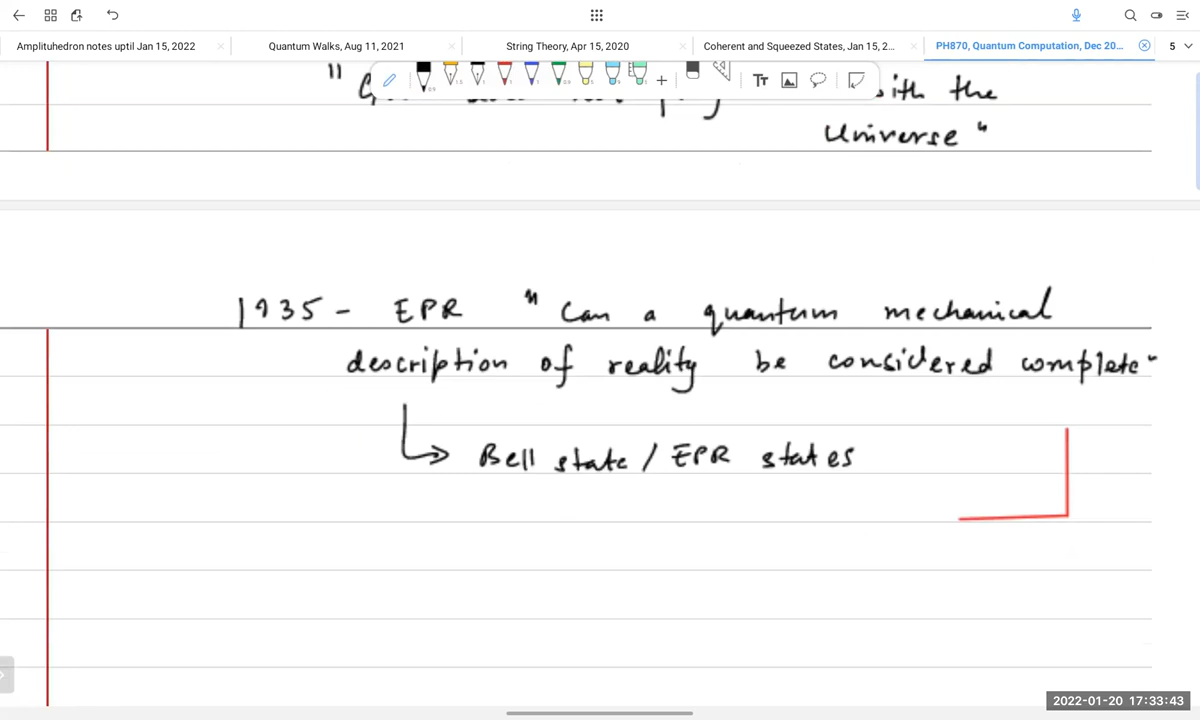 Amplituhedron notes uptil Jan 15, 2022
Quantum Walks, Aug 11, 2021
String Theory, Apr 15, 2020
Coherent and Squeezed States, Jan 15, 2...
PH870, Quantum Computation, Dec 20...
5
Tт
with the
Universe"
1935 - EPR "Can a quantum mechanical
description of reality be considered complete"
↳ Bell state / EPR states
2022-01-20 17:33:43